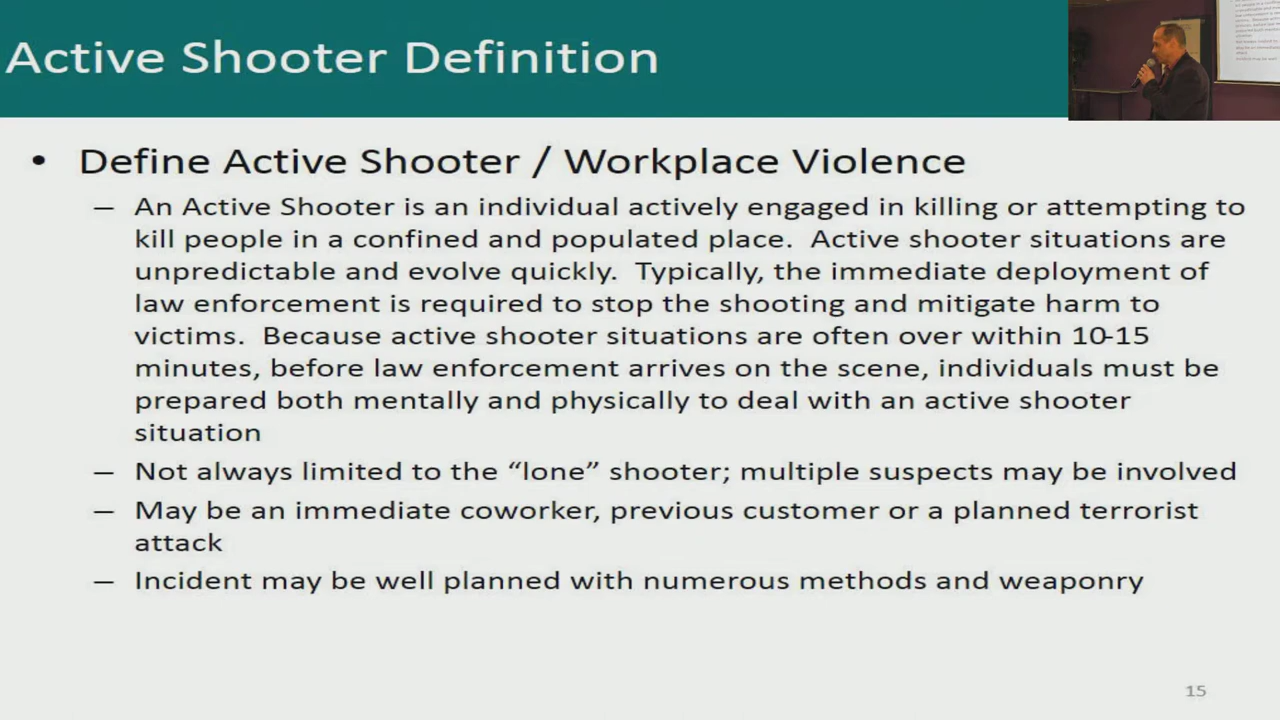 Active Shooter Definition
• Define Active Shooter / Workplace Violence
– An Active Shooter is an individual actively engaged in killing or attempting to
kill people in a confined and populated place.  Active shooter situations are
unpredictable and evolve quickly.  Typically, the immediate deployment of
law enforcement is required to stop the shooting and mitigate harm to
victims.  Because active shooter situations are often over within 10-15
minutes, before law enforcement arrives on the scene, individuals must be
prepared both mentally and physically to deal with an active shooter
situation
– Not always limited to the “lone” shooter; multiple suspects may be involved
– May be an immediate coworker, previous customer or a planned terrorist
attack
– Incident may be well planned with numerous methods and weaponry
15